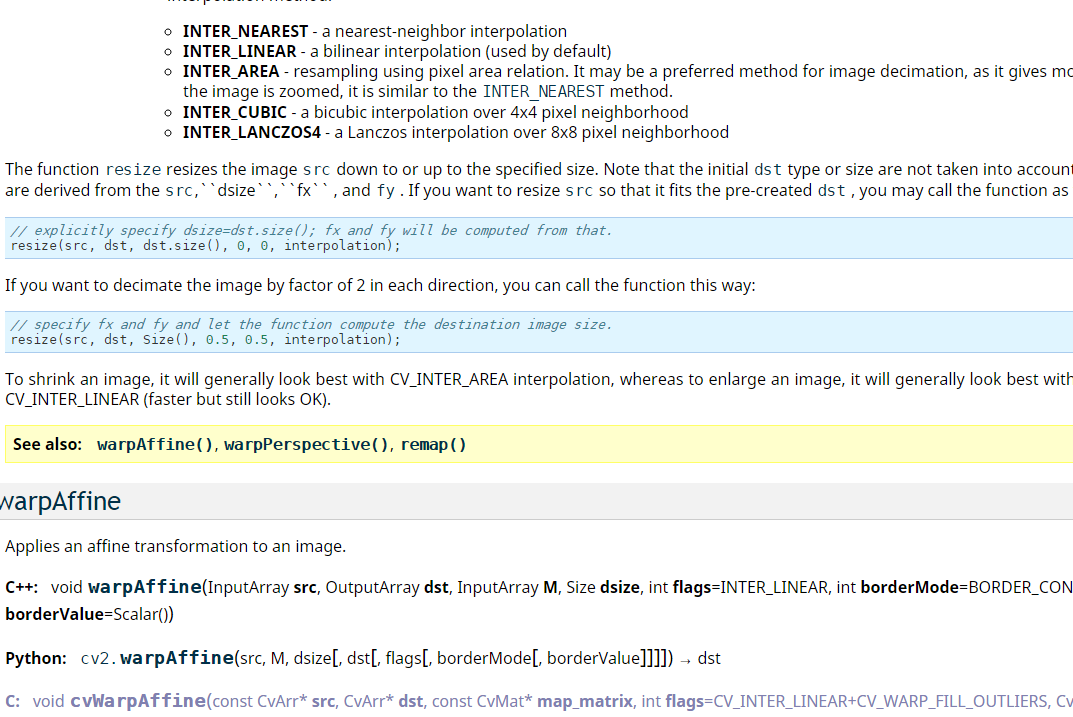 INTER_NEAREST - a nearest-neighbor interpolation
INTER_LINEAR - a bilinear interpolation (used by default)
INTER_AREA - resampling using pixel area relation. It may be a preferred method for image decimation, as it gives
the image is zoomed, it is similar to the INTER_NEAREST method.
INTER_CUBIC - a bicubic interpolation over 4x4 pixel neighborhood
INTER_LANCZOS4 - a Lanczos interpolation over 8x8 pixel neighborhood
The function resize resizes the image src down to or up to the specified size. Note that the initial dst type or size are not taken into account
are derived from the src,``dsize``,``fx`` , and fy . If you want to resize src so that it fits the pre-created dst , you may call the function as
// explicitly specify dsize=dst.size(); fx and fy will be computed from that.
resize(src, dst, dst.size(), 0, 0, interpolation);
If you want to decimate the image by factor of 2 in each direction, you can call the function this way:
// specify fx and fy and let the function compute the destination image size.
resize(src, dst, Size(), 0.5, 0.5, interpolation);
To shrink an image, it will generally look best with CV_INTER_AREA interpolation, whereas to enlarge an image, it will generally look best with
CV_INTER_LINEAR (faster but still looks OK).
See also: warpAffine(), warpPerspective(), remap()
warpAffine
Applies an affine transformation to an image.
C++: void warpAffine(InputArray src, OutputArray dst, InputArray M, Size dsize, int flags=INTER_LINEAR, int borderMode=BORDER_CON
borderValue=Scalar())
Python: cv2.warpAffine(src, M, dsize[, dst[, flags[, borderMode[, borderValue]]]]) → dst
C: void cvWarpAffine(const CvArr* src, CvArr* dst, const CvMat* map_matrix, int flags=CV_INTER_LINEAR+CV_WARP_FILL_OUTLIERS, Cv